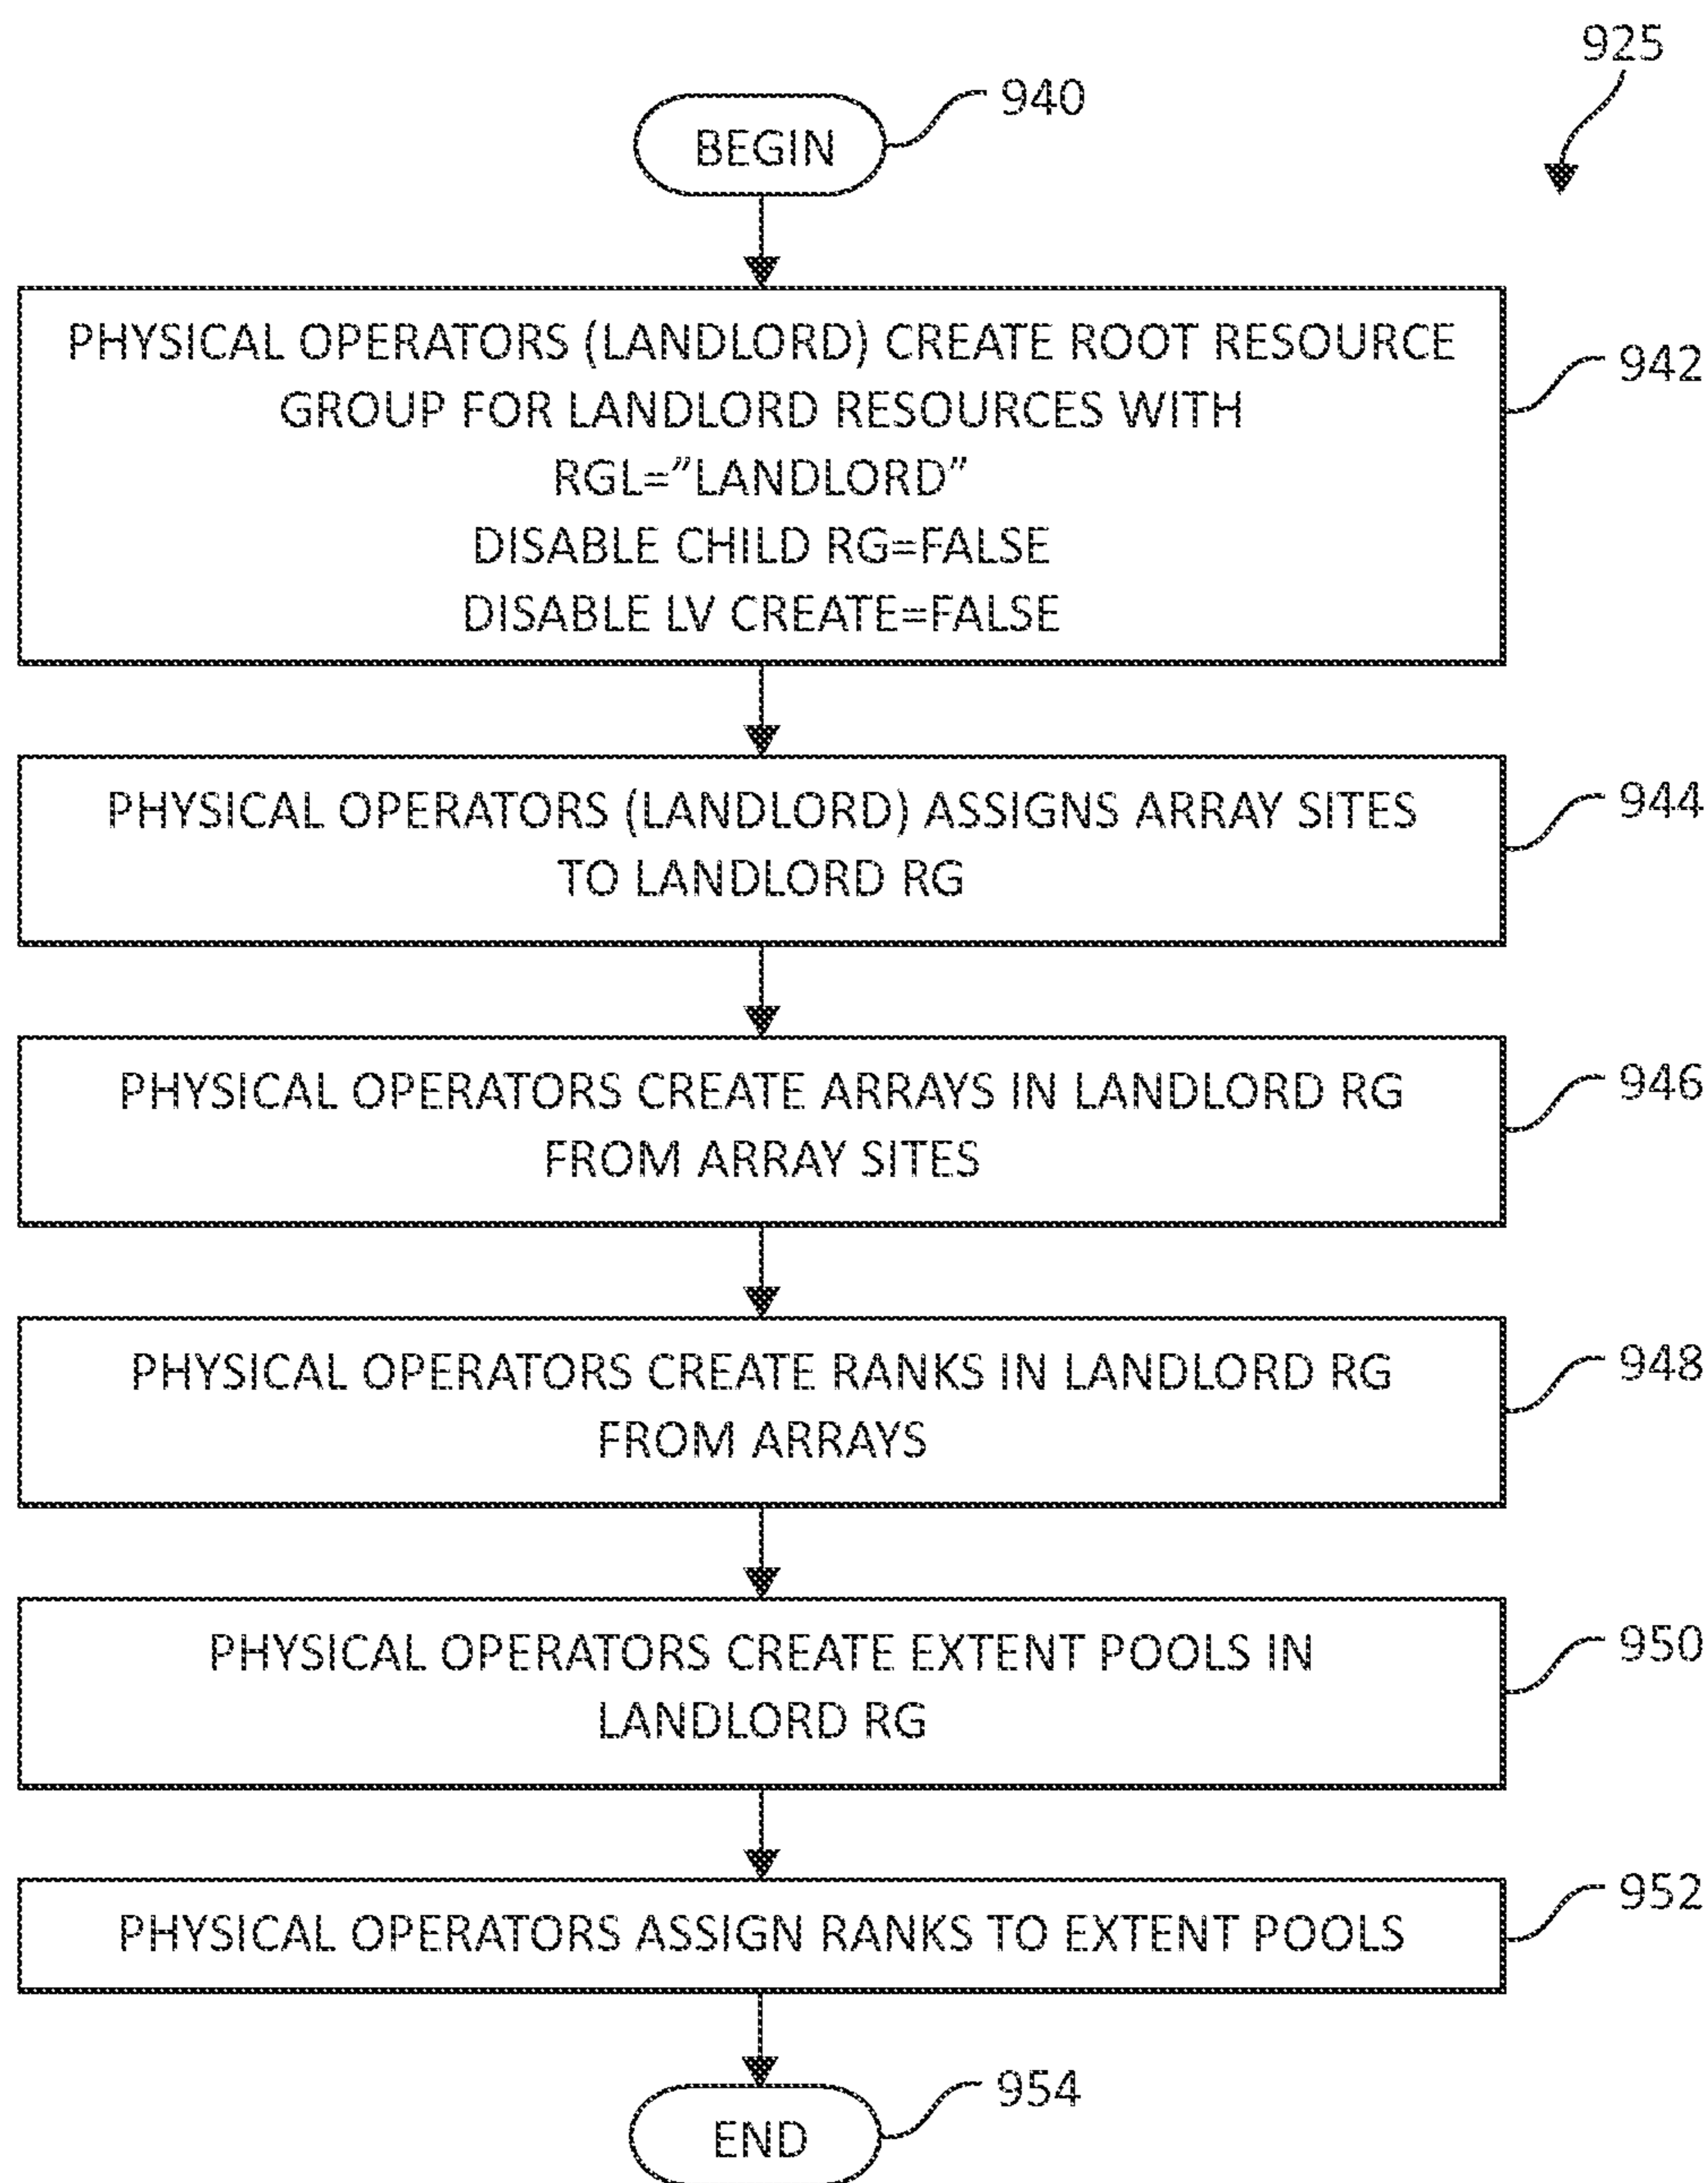 925
BEGIN
940
PHYSICAL OPERATORS (LANDLORD) CREATE ROOT RESOURCE
GROUP FOR LANDLORD RESOURCES WITH
RGL=”LANDLORD”
DISABLE CHILD RG=FALSE
DISABLE LV CREATE=FALSE
942
PHYSICAL OPERATORS (LANDLORD) ASSIGNS ARRAY SITES
TO LANDLORD RG
944
PHYSICAL OPERATORS CREATE ARRAYS IN LANDLORD RG
FROM ARRAY SITES
946
PHYSICAL OPERATORS CREATE RANKS IN LANDLORD RG
FROM ARRAYS
948
PHYSICAL OPERATORS CREATE EXTENT POOLS IN
LANDLORD RG
950
PHYSICAL OPERATORS ASSIGN RANKS TO EXTENT POOLS
952
END
954